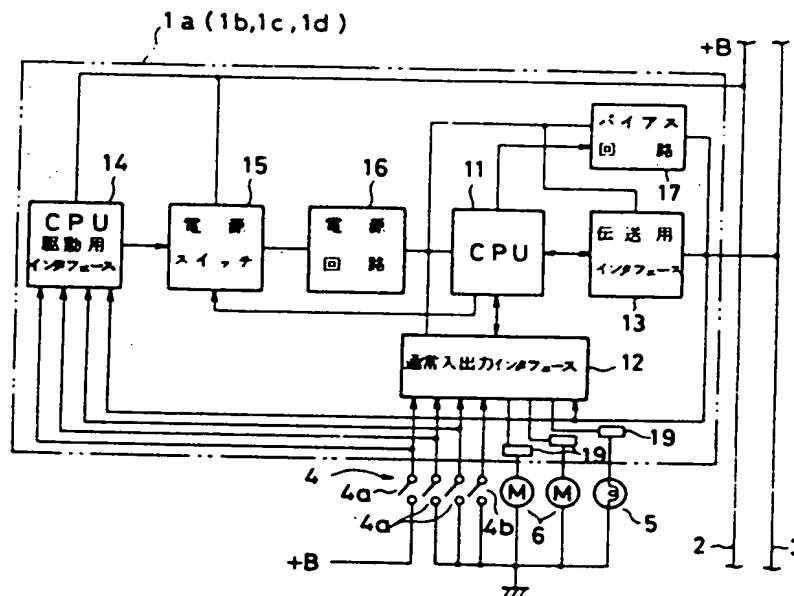 1a(1b,1c,1d)
+B
14
CPU
駆動用
インタフェース
15
電源
スイッチ
16
電源
回路
11
CPU
バイアス
回路
17
伝送用
インタフェース
13
通常入出力インタフェース
12
19
19
4
4a
4a
4b
M
M
6
5
+B
2
3